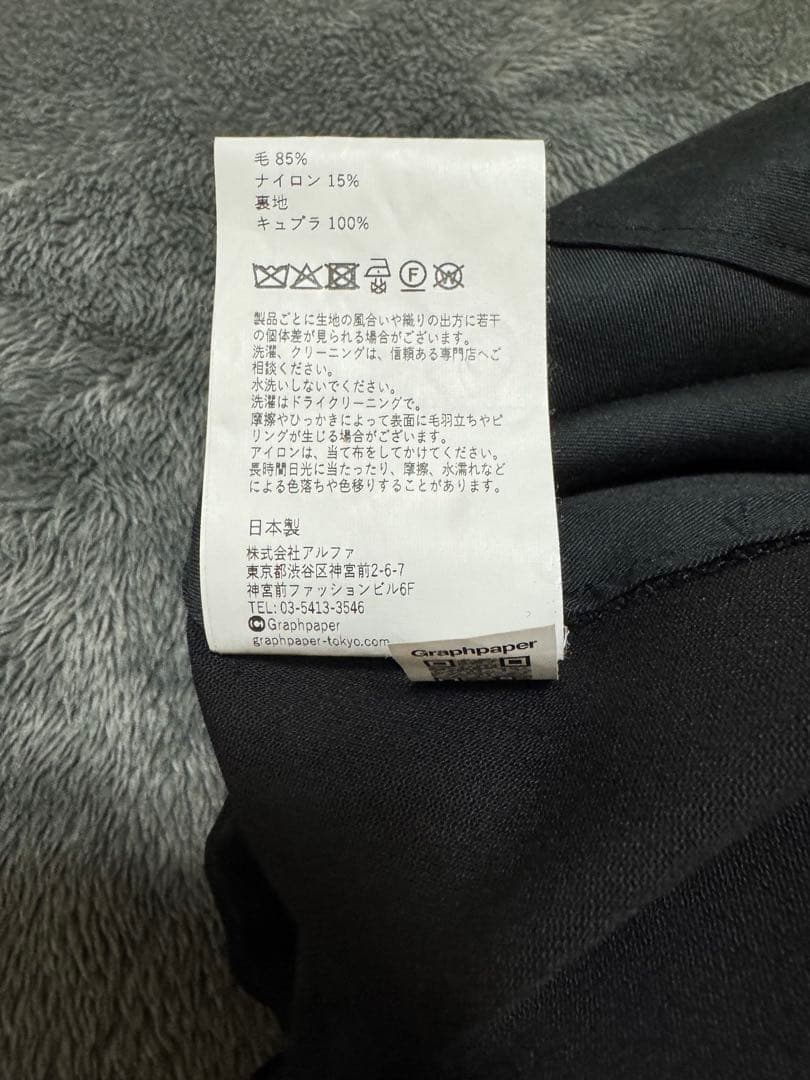 毛 85%
ナイロン 15%
裏地
キュプラ 100%
F W
製品ごとに生地の風合いや織りの出方に若干
の個体差が見られる場合がございます。
洗濯、クリーニングは、信頼ある専門店へご
相談ください。
水洗いしないでください。
洗濯はドライクリーニングで。
摩擦やひっかきによって表面に毛羽立ちやピ
リングが生じる場合がございます。
アイロンは、当て布をしてかけてください。
長時間日光に当たったり、摩擦、水濡れなど
による色落ちや色移りすることがあります。
日本製
株式会社アルファ
東京都渋谷区神宮前2-6-7
神宮前ファッションビル6F
TEL: 03-5413-3546
©Graphpaper
graphpaper-tokyo.com
Graphpaper